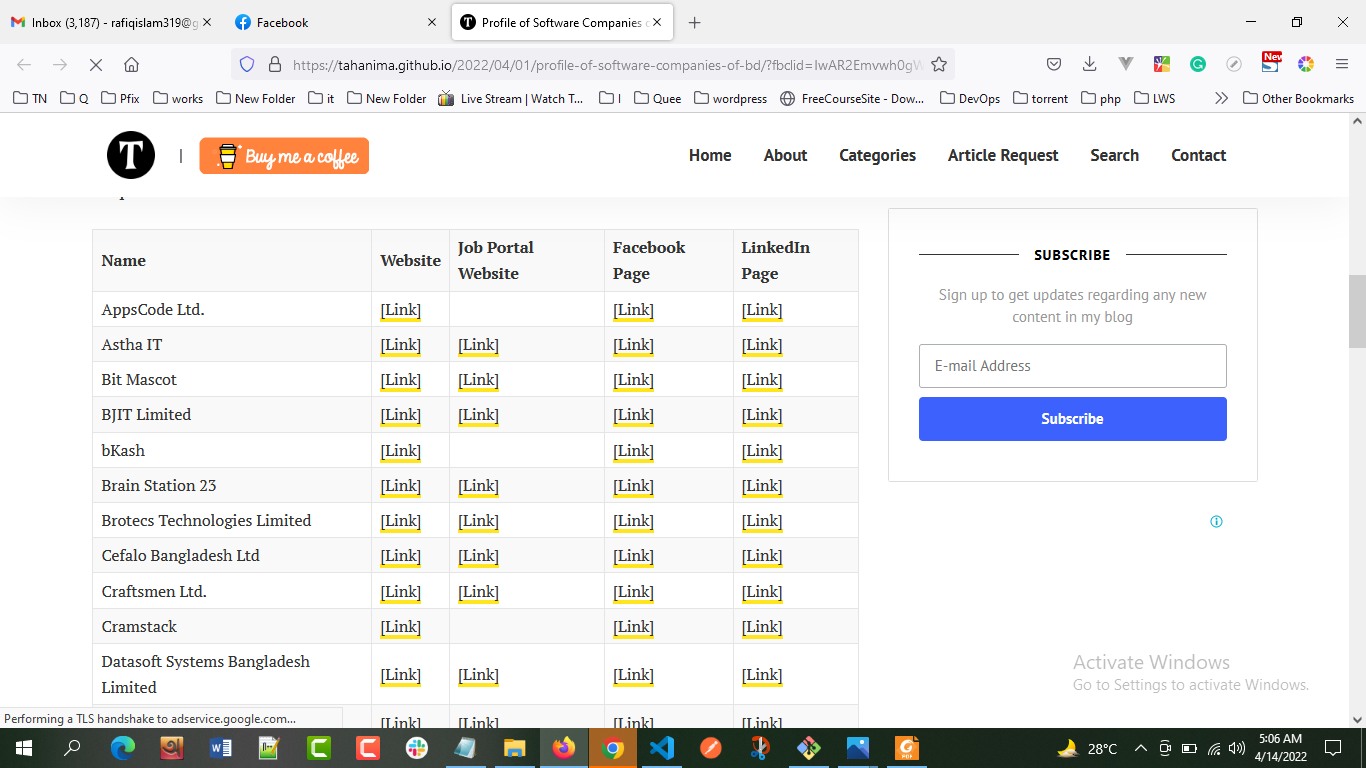 Inbox (3,187) - rafiqislam319@g
Facebook
Profile of Software Companies
https://tahanima.github.io/2022/04/01/profile-of-software-companies-of-bd/?fbclid=IwAR2Emvwh0gW
New
TN
Q
Pfix
works
New Folder
it
New Folder
Live Stream | Watch T...
I
Quee
wordpress
FreeCourseSite - Dow...
DevOps
torrent
php
LWS
Other Bookmarks
T
|
Buy me a coffee
Home
About
Categories
Article Request
Search
Contact
Name Website Job Portal Website Facebook Page LinkedIn Page
AppsCode Ltd. [Link] [Link] [Link]
Astha IT [Link] [Link] [Link] [Link]
Bit Mascot [Link] [Link] [Link] [Link]
BJIT Limited [Link] [Link] [Link] [Link]
bKash [Link] [Link] [Link]
Brain Station 23 [Link] [Link] [Link] [Link]
Brotecs Technologies Limited [Link] [Link] [Link] [Link]
Cefalo Bangladesh Ltd [Link] [Link] [Link] [Link]
Craftsmen Ltd. [Link] [Link] [Link] [Link]
Cramstack [Link] [Link] [Link]
Datasoft Systems Bangladesh
Limited [Link] [Link] [Link] [Link]
[Link] [Link] [Link] [Link]
SUBSCRIBE
Sign up to get updates regarding any new
content in my blog
E-mail Address
Subscribe
Activate Windows
Go to Settings to activate Windows.
Performing a TLS handshake to adservice.google.com...
28°C
5:06 AM
4/14/2022